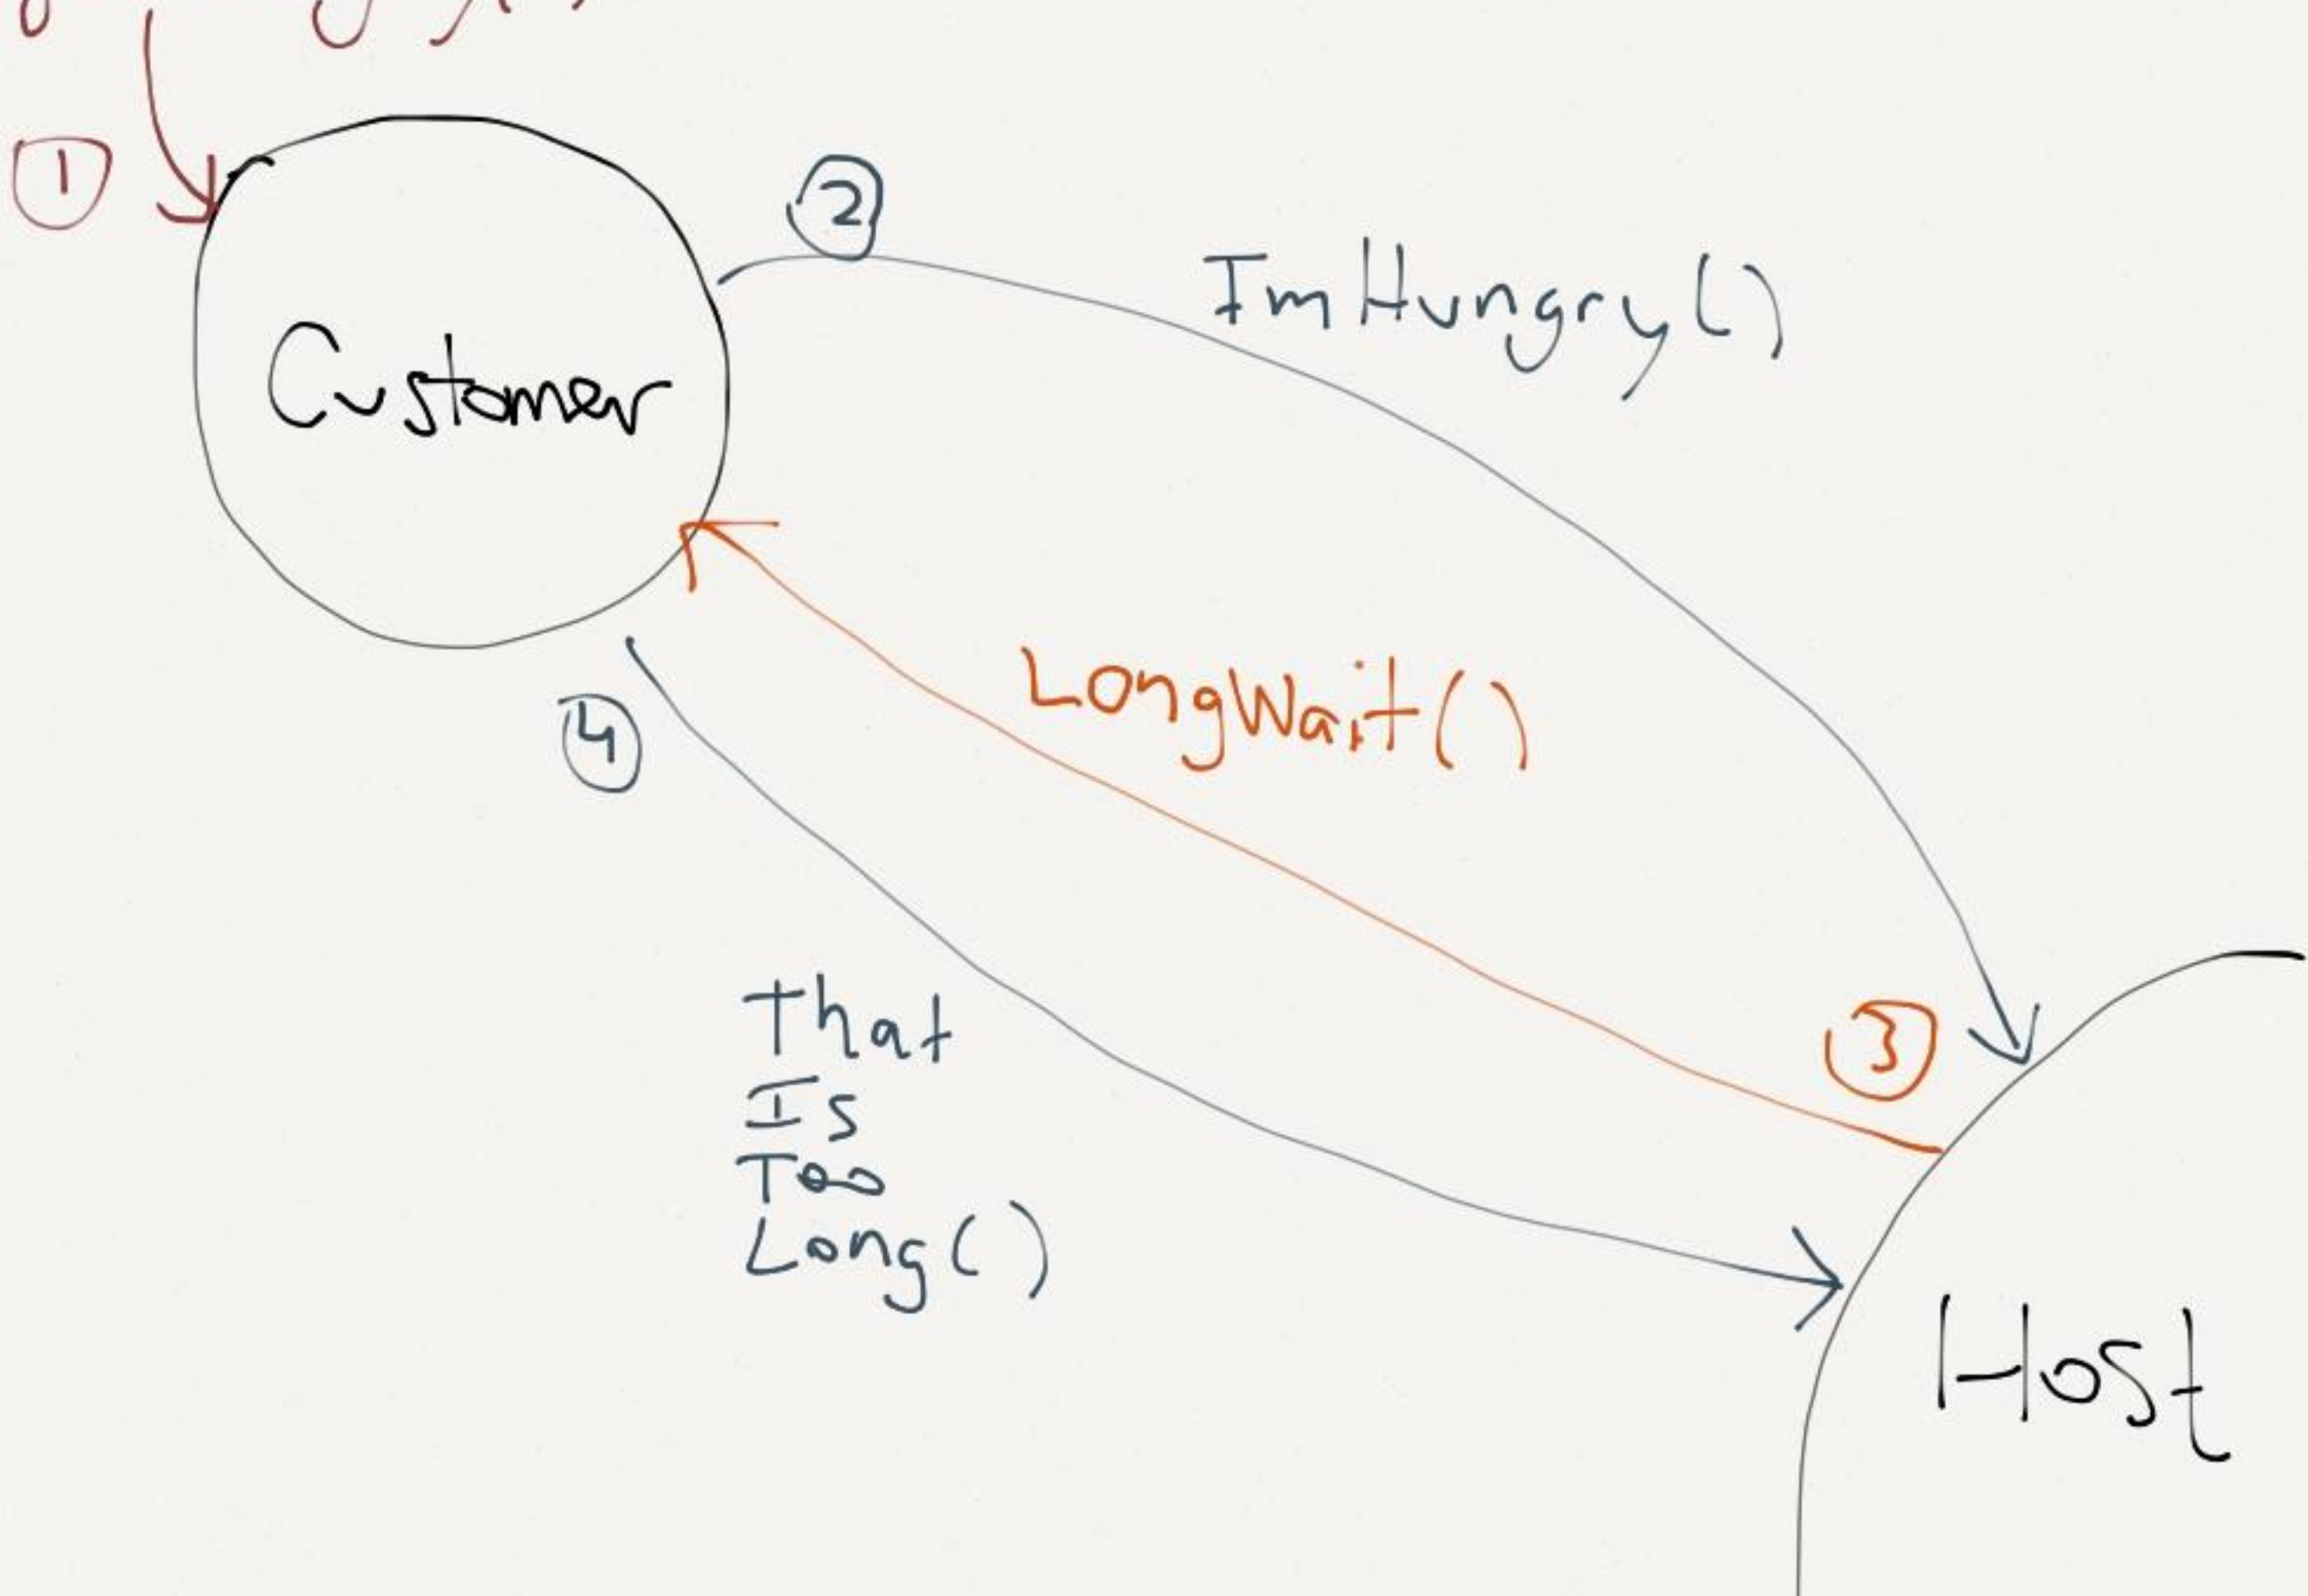 1
2
ImHungry()
Customer
LongWait()
4
3
That
Is
Too
Long()
Host